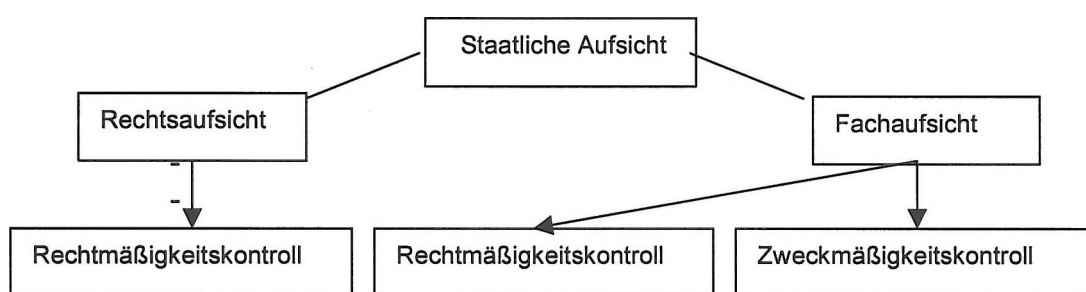 Staatliche Aufsicht
Rechtsaufsicht
Fachaufsicht
Rechtmäßigkeitskontroll
Rechtmäßigkeitskontroll
Zweckmäßigkeitskontroll